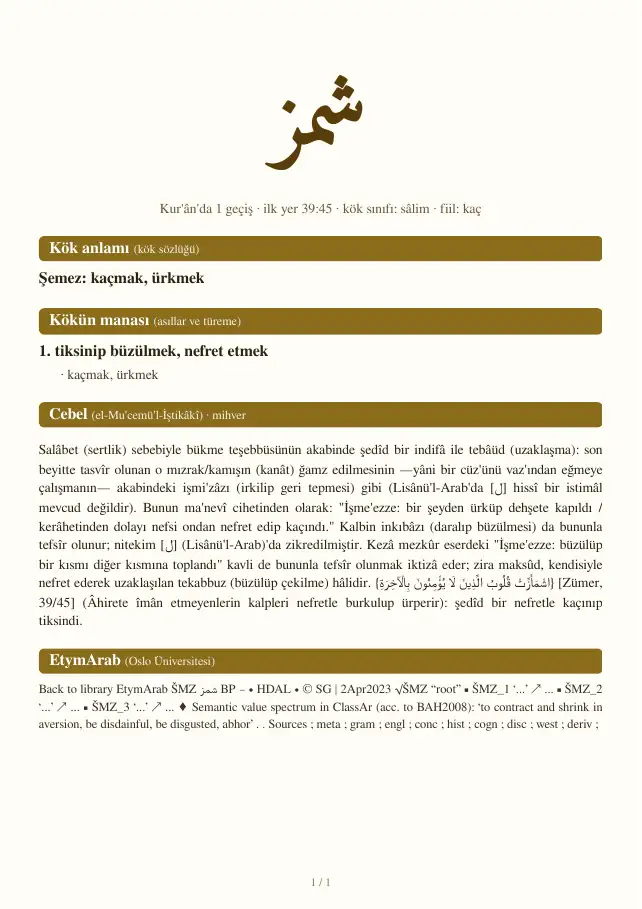 شمز
Kur'ân'da 1 geçiş · ilk yer 39:45 · kök sınıfı: sâlim · fiil: kaç
Kök anlamı (kök sözlüğü)
Şemez: kaçmak, ürkmek
Kökün manası (asıllar ve türeme)
1. tiksinip büzülmek, nefret etmek
· kaçmak, ürkmek
Cebel (el-Mu'cemü'l-İştikâkî) · mihver
Salâbet (sertlik) sebebiyle bükme teşebbüsünün akabinde şedîd bir indifâ ile tebâüd (uzaklaşma): son
beyitte tasvîr olunan o mızrak/kamışın (kanât) ğamz edilmesinin —yâni bir cüz'ünü vaz'ından eğmeye
çalışmanın— akabindeki işmi'zâzı (irkilip geri tepmesi) gibi (Lisânü'l-Arab'da [ل] hissî bir istimâl
mevcud değildir). Bunun ma'nevî cihetinden olarak: "İşme'ezze: bir şeyden ürküp dehşete kapıldı /
kerâhetinden dolayı nefsi ondan nefret edip kaçındı." Kalbin inkıbâzı (daralıp büzülmesi) da bununla
tefsîr olunur; nitekim [ل] (Lisânü'l-Arab)'da zikredilmiştir. Kezâ mezkûr eserdeki "İşme'ezze: büzülüp
bir kısmı diğer kısmına toplandı" kavli de bununla tefsîr olunmak iktizâ eder; zira maksûd, kendisiyle
nefret ederek uzaklaşılan tekabbuz (büzülüp çekilme) hâlidir. {اشْمَأَزَّتْ قُلُوبُ الَّذِينَ لَا يُؤْمِنُونَ بِالْآخِرَةِ} [Zümer,
39/45] (Âhirete îmân etmeyenlerin kalpleri nefretle burkulup ürperir): şedîd bir nefretle kaçınıp
tiksindi.
EtymArab (Oslo Üniversitesi)
Back to library EtymArab ŠMZ شمز BP – • HDAL • © SG | 2Apr2023 √ŠMZ “root” ▪ ŠMZ_1 ‘...’ ↗ ... ▪ ŠMZ_2
‘...’ ↗ ... ▪ ŠMZ_3 ‘...’ ↗ ... ♦ Semantic value spectrum in ClassAr (acc. to BAH2008): ‘to contract and shrink in
aversion, be disdainful, be disgusted, abhor’ . . Sources ; meta ; gram ; engl ; conc ; hist ; cogn ; disc ; west ; deriv ;
1 / 1